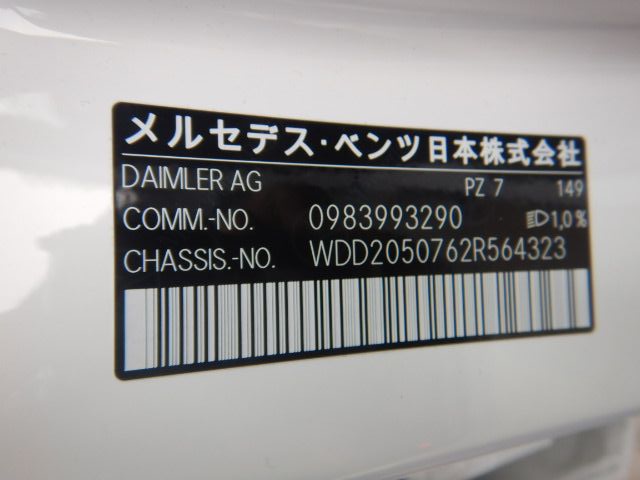 メルセデス・ベンツ日本株式会社
DAIMLER AG PZ 7 149
COMM.-NO. 0983993290 1,0 %
CHASSIS.-NO. WDD2050762R564323